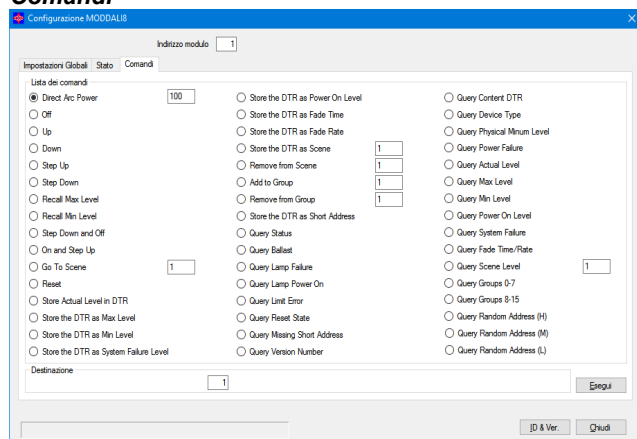 Comandi
Configurazione MODDALI8
Indirizzo modulo 1
Impostazioni Globali Stato Comandi
Lista dei comandi
Direct Arc Power 100
Off
Up
Down
Step Up
Step Down
Recall Max Level
Recall Min Level
Step Down and Off
On and Step Up
Go To Scene 1
Reset
Store Actual Level in DTR
Store the DTR as Max Level
Store the DTR as Min Level
Store the DTR as System Failure Level
Store the DTR as Power On Level
Store the DTR as Fade Time
Store the DTR as Fade Rate
Store the DTR as Scene 1
Remove from Scene 1
Add to Group 1
Remove from Group 1
Store the DTR as Short Address
Query Status
Query Ballast
Query Lamp Failure
Query Lamp Power On
Query Limit Error
Query Reset State
Query Missing Short Address
Query Version Number
Query Content DTR
Query Device Type
Query Physical Minum Level
Query Power Failure
Query Actual Level
Query Max Level
Query Min Level
Query Power On Level
Query System Failure
Query Fade Time/Rate
Query Scene Level 1
Query Groups 0-7
Query Groups 8-15
Query Random Address (H)
Query Random Address (M)
Query Random Address (L)
Destinazione
1
Esegui
ID & Ver. Chiudi